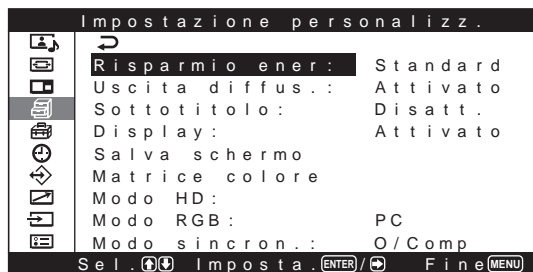 Impostazione personalizz.
Risparmio ener: Standard
Uscita diffus.: Attivato
Sottotitolo: Disatt.
Display: Attivato
Salva schermo
Matrice colore
Modo HD:
Modo RGB: PC
Modo sincron.: O/Comp
Sel. Imposta. ENTER / Fine MENU